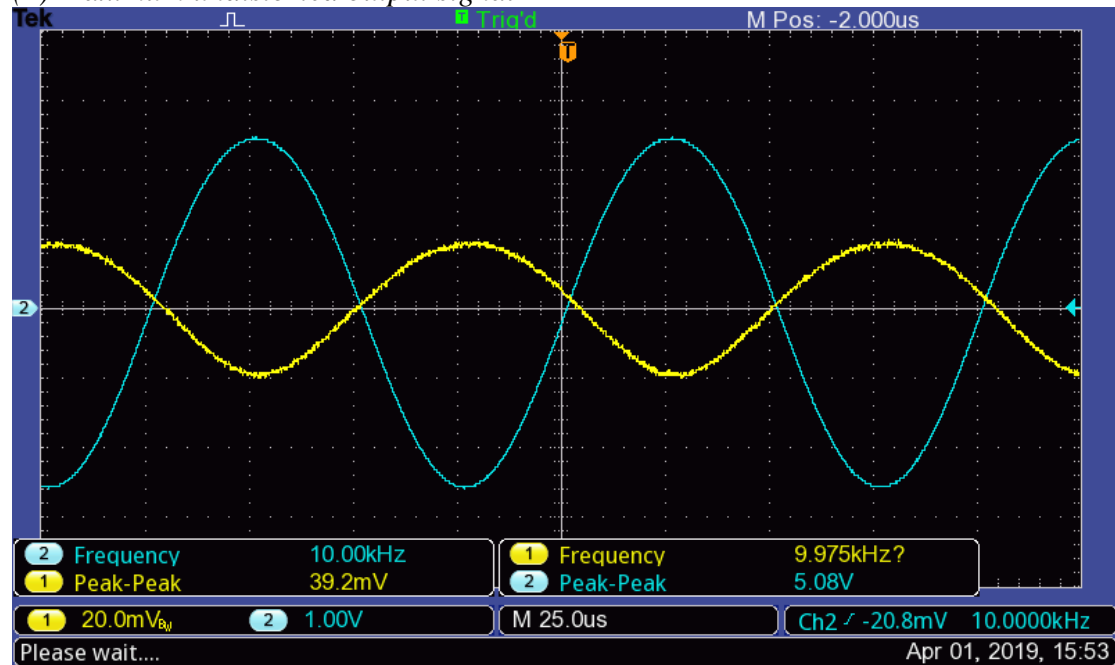 Tek Trig'd M Pos: -2.000us
T
2
2 Frequency 10.00kHz 1 Frequency 9.975kHz?
1 Peak-Peak 39.2mV 2 Peak-Peak 5.08V
1 20.0mVBW 2 1.00V M 25.0us Ch2 -20.8mV 10.0000kHz
Please wait.... Apr 01, 2019, 15:53